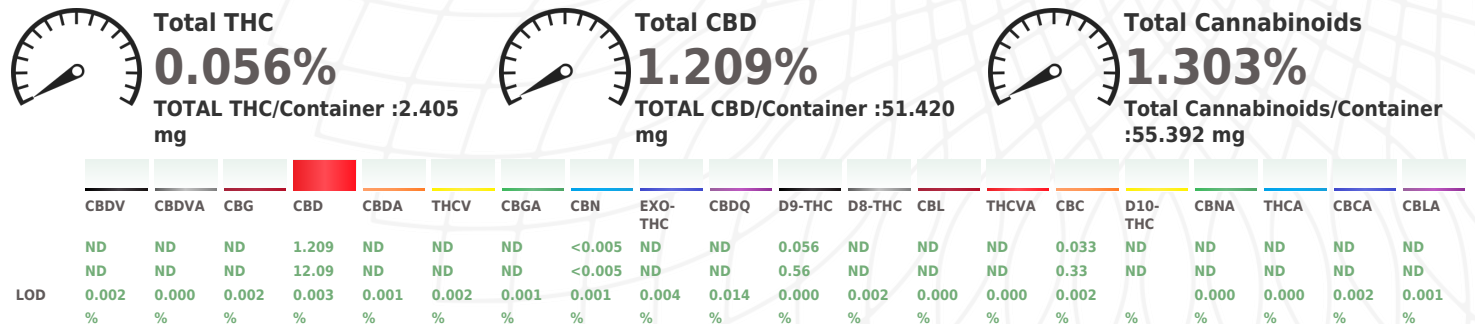 Total THC
0.056%
TOTAL THC/Container :2.405
mg
Total CBD
1.209%
TOTAL CBD/Container :51.420
mg
Total Cannabinoids
1.303%
Total Cannabinoids/Container
:55.392 mg
CBDV CBDVA CBG CBD CBDA THCV CBGA CBN EXO- CBDQ D9-THC D8-THC CBL THCVA CBC D10- CBNA THCA CBCA CBLA
THC THC
ND ND ND 1.209 ND ND ND <0.005 ND ND 0.056 ND ND ND 0.033 ND ND ND ND ND
ND ND ND 12.09 ND ND ND <0.005 ND ND 0.56 ND ND ND 0.33 ND ND ND ND ND
LOD 0.002 0.000 0.002 0.003 0.001 0.002 0.001 0.001 0.004 0.014 0.000 0.002 0.000 0.000 0.002 0.000 0.000 0.002 0.001
% % % % % % % % % % % % % % % % % % % %